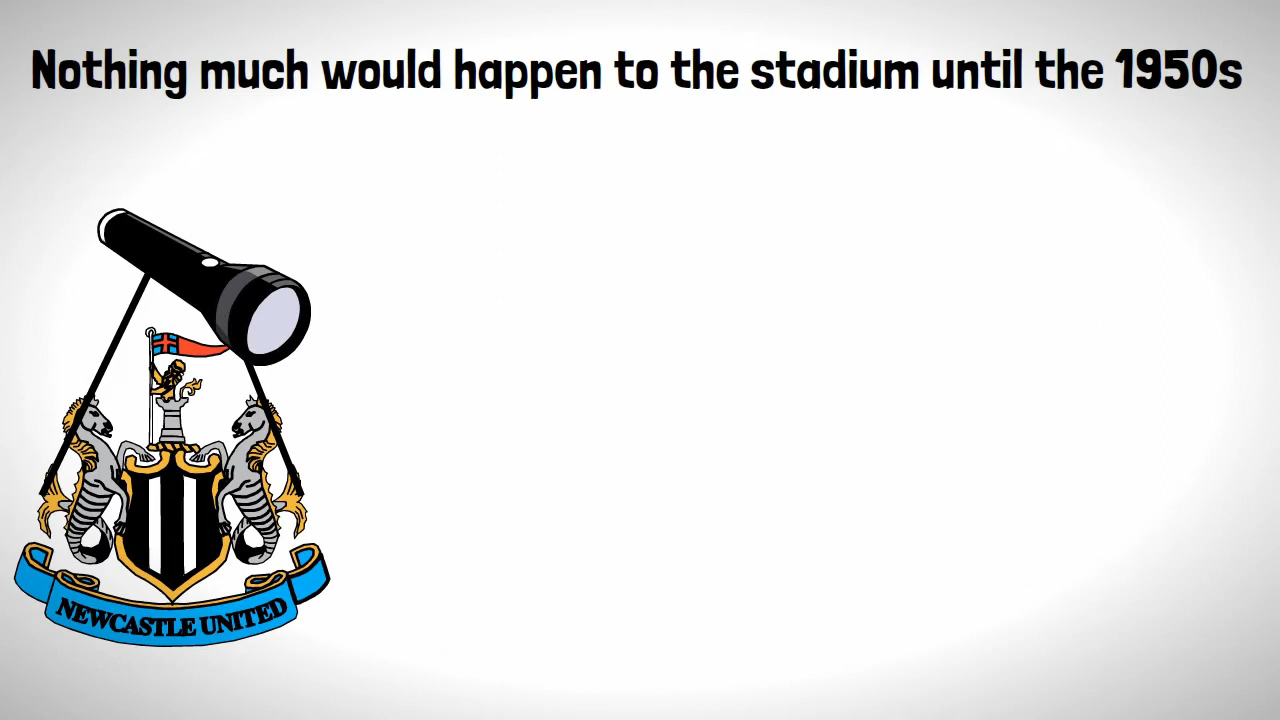 Nothing much would happen to the stadium until the 1950s
NEWCASTLE UNITED